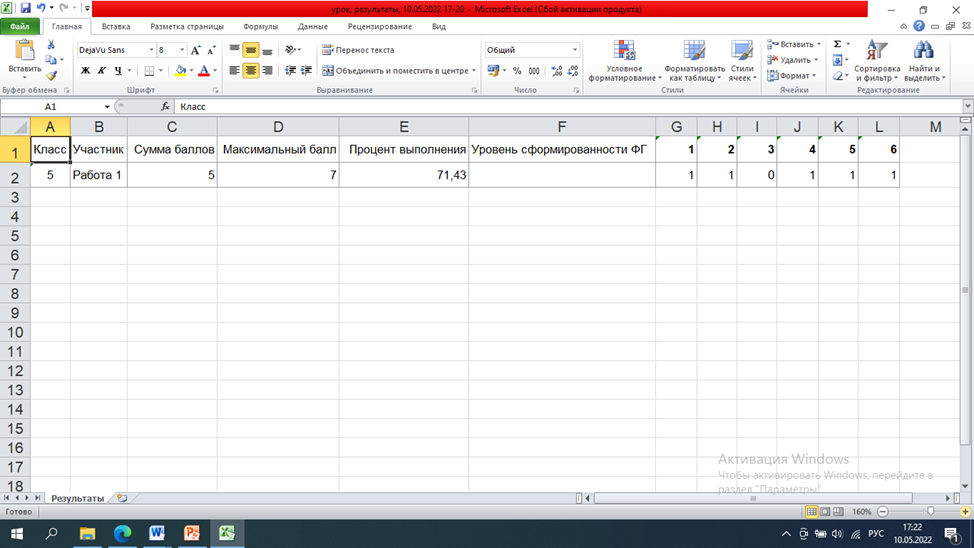 урок, результаты, 10.05.2022 17-20 - Microsoft Excel (Сбой активации продукта)
Файл Главная Вставка Разметка страницы Формулы Данные Рецензирование Вид
Вставить
Буфер обмена
DejaVu Sans 8
Ж К Ч
Шрифт
Перенос текста
Объединить и поместить в центре
Выравнивание
Общий
% 000
Число
Условное форматирование
Форматировать как таблицу
Стили ячеек
Стили
Вставить
Удалить
Формат
Ячейки
Σ
Сортировка и фильтр
Найти и выделить
Редактирование
A1 fx Класс
A B C D E F G H I J K L M
1 Класс Участник Сумма баллов Максимальный балл Процент выполнения Уровень сформированности ФГ 1 2 3 4 5 6
2 5 Работа 1 5 7 71,43 1 1 0 1 1 1
3
4
5
6
7
8
9
10
11
12
13
14
15
16
17
18
Активация Windows
Чтобы активировать Windows, перейдите в
раздел "Параметры".
Результаты
Готово 160%
РУС 17:22
10.05.2022
1